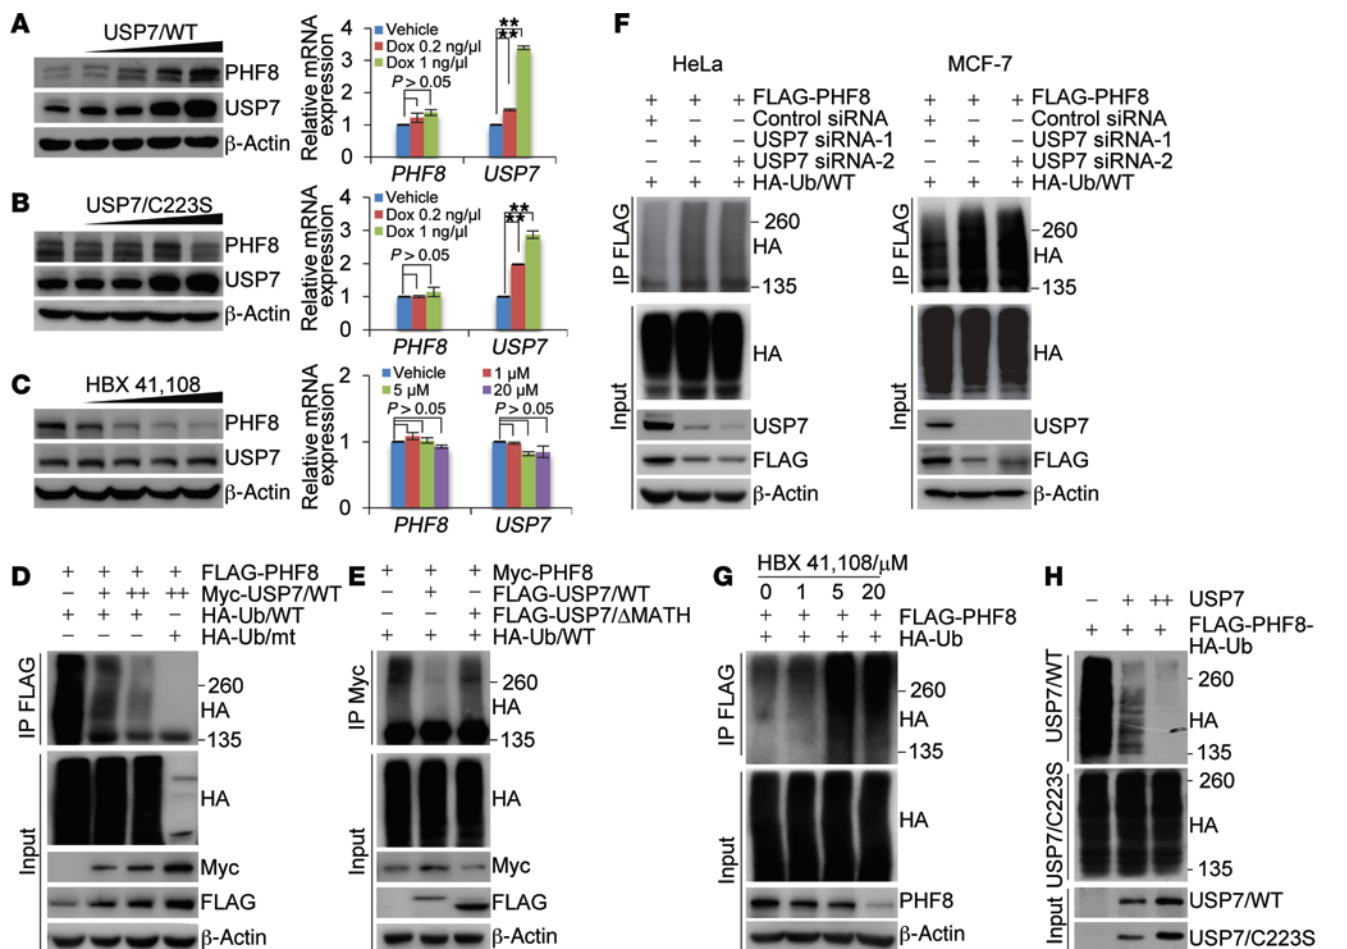 A
USP7/WT
PHF8
USP7
β-Actin
Relative mRNA
expression
4
3
2
1
0
Vehicle
Dox 0.2 ng/μl
Dox 1 ng/μl
P > 0.05
**
**
PHF8 USP7
B
USP7/C223S
PHF8
USP7
β-Actin
Relative mRNA
expression
4
3
2
1
0
Vehicle
Dox 0.2 ng/μl
Dox 1 ng/μl
P > 0.05
**
**
PHF8 USP7
C
HBX 41,108
PHF8
USP7
β-Actin
Relative mRNA
expression
2
1
0
Vehicle 1 μM
5 μM 20 μM
P > 0.05 P > 0.05
PHF8 USP7
F
HeLa
+ + + FLAG-PHF8
+ − − Control siRNA
− + − USP7 siRNA-1
− − + USP7 siRNA-2
+ + + HA-Ub/WT
IP FLAG
-260
HA
-135
Input
HA
USP7
FLAG
β-Actin
MCF-7
+ + + FLAG-PHF8
+ − − Control siRNA
− + − USP7 siRNA-1
− − + USP7 siRNA-2
+ + + HA-Ub/WT
IP FLAG
-260
HA
-135
Input
HA
USP7
FLAG
β-Actin
D
+ + + + FLAG-PHF8
− + ++ ++ Myc-USP7/WT
+ + + − HA-Ub/WT
− − − + HA-Ub/mt
IP FLAG
-260
HA
-135
Input
HA
Myc
FLAG
β-Actin
E
+ + + Myc-PHF8
− + − FLAG-USP7/WT
− − + FLAG-USP7/ΔMATH
+ + + HA-Ub/WT
IP Myc
-260
HA
-135
Input
HA
Myc
FLAG
β-Actin
G
HBX 41,108/μM
0 1 5 20
+ + + + FLAG-PHF8
+ + + + HA-Ub
IP FLAG
-260
HA
-135
Input
HA
PHF8
β-Actin
H
− + ++ USP7
+ + + FLAG-PHF8-
HA-Ub
USP7/WT
-260
HA
-135
USP7/C223S
-260
HA
-135
Input
USP7/WT
USP7/C223S